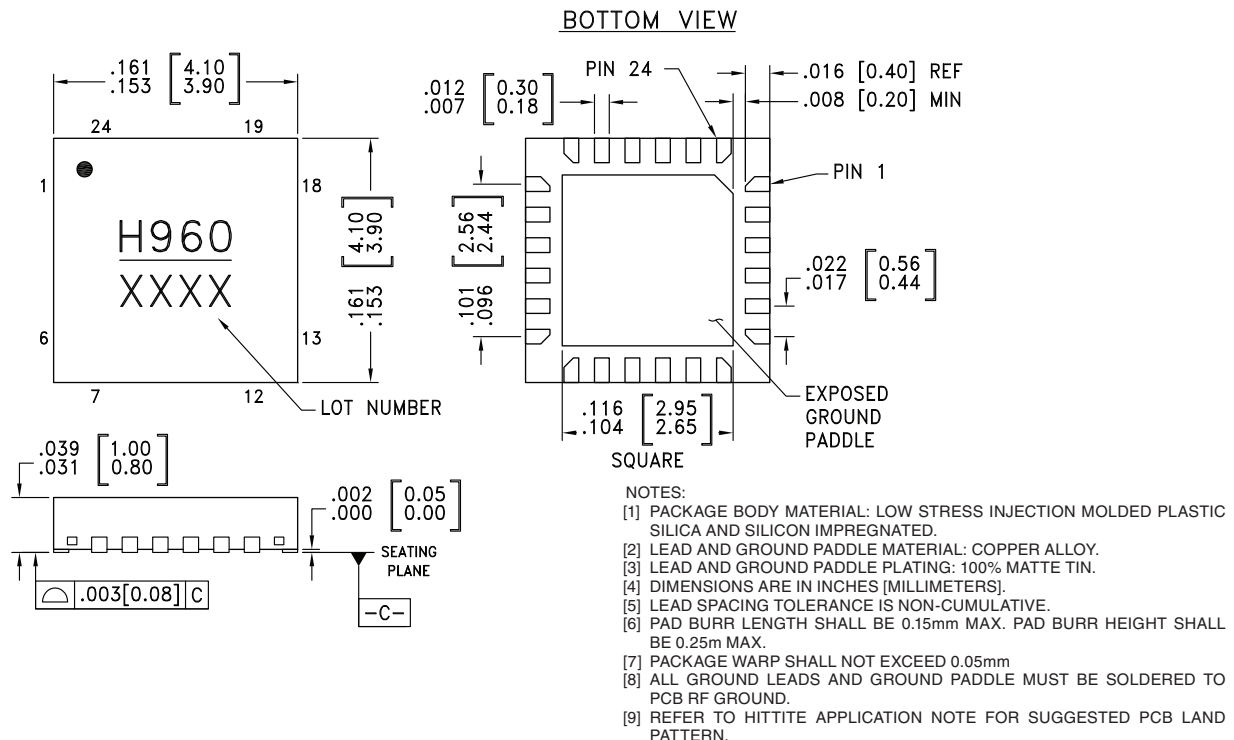 BOTTOM VIEW
.161 [4.10]
.153 [3.90]
24
19
1
18
H960
XXXX
6
13
7
12
LOT NUMBER
[4.10]
[3.90]
.161
.153
PIN 24
.012 [0.30]
.007 [0.18]
.016 [0.40] REF
.008 [0.20] MIN
PIN 1
[2.56]
[2.44]
.101
.096
.022 [0.56]
.017 [0.44]
.116 [2.95]
.104 [2.65]
SQUARE
EXPOSED
GROUND
PADDLE
.039 [1.00]
.031 [0.80]
.002 [0.05]
.000 [0.00]
SEATING
PLANE
.003[0.08] C
-C-
NOTES:
[1] PACKAGE BODY MATERIAL: LOW STRESS INJECTION MOLDED PLASTIC
SILICA AND SILICON IMPREGNATED.
[2] LEAD AND GROUND PADDLE MATERIAL: COPPER ALLOY.
[3] LEAD AND GROUND PADDLE PLATING: 100% MATTE TIN.
[4] DIMENSIONS ARE IN INCHES [MILLIMETERS].
[5] LEAD SPACING TOLERANCE IS NON-CUMULATIVE.
[6] PAD BURR LENGTH SHALL BE 0.15mm MAX. PAD BURR HEIGHT SHALL
BE 0.25m MAX.
[7] PACKAGE WARP SHALL NOT EXCEED 0.05mm
[8] ALL GROUND LEADS AND GROUND PADDLE MUST BE SOLDERED TO
PCB RF GROUND.
[9] REFER TO HITTITE APPLICATION NOTE FOR SUGGESTED PCB LAND
PATTERN.